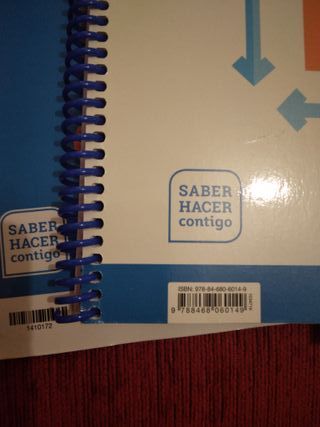 SABER
HACER
contigo
SABER
HACER
contigo
ISBN: 978-84-680-6014-9
9 788468 060149
1410172